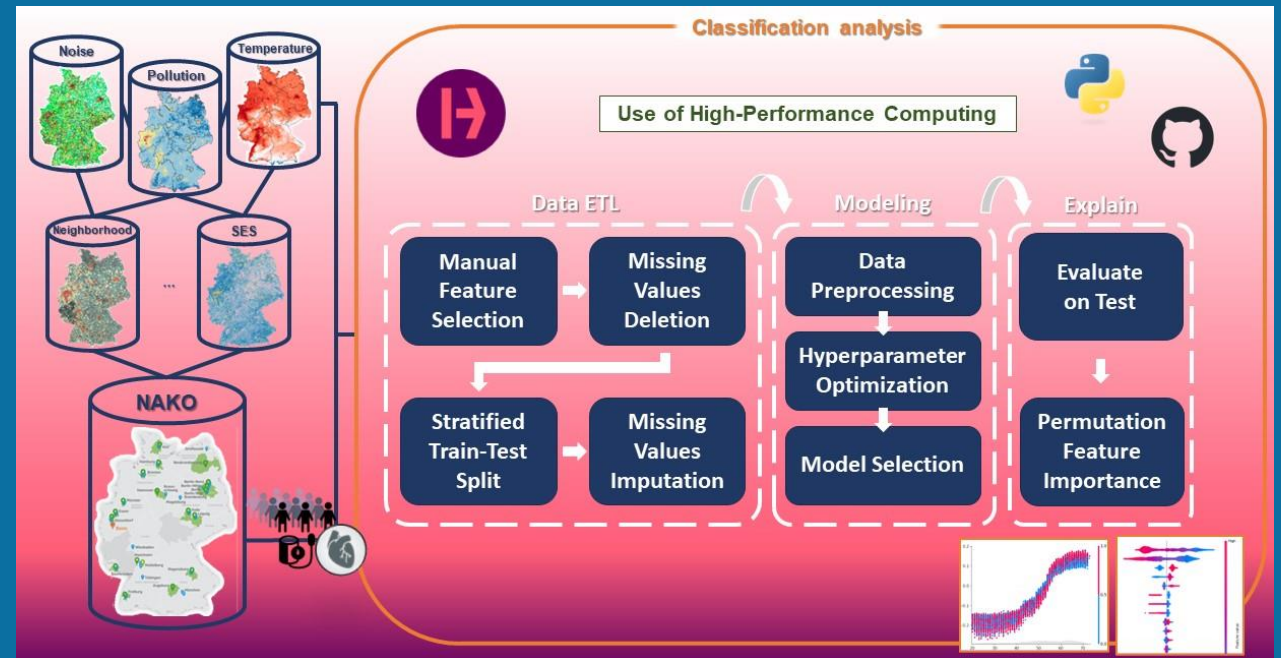 Classification analysis
Noise
Pollution
Temperature
Neighborhood
SES
...
NAKO
Use of High-Performance Computing
Data ETL
Manual
Feature
Selection
Missing
Values
Deletion
Stratified
Train-Test
Split
Missing
Values
Imputation
Modeling
Data
Preprocessing
Hyperparameter
Optimization
Model Selection
Explain
Evaluate
on Test
Permutation
Feature
Importance